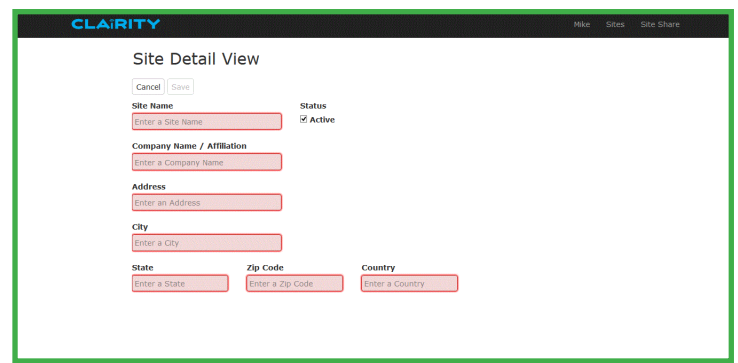 CLAiRITY
Mike Sites Site Share
Site Detail View
Cancel Save
Site Name Status
Enter a Site Name Active
Company Name / Affiliation
Enter a Company Name
Address
Enter an Address
City
Enter a City
State Zip Code Country
Enter a State Enter a Zip Code Enter a Country